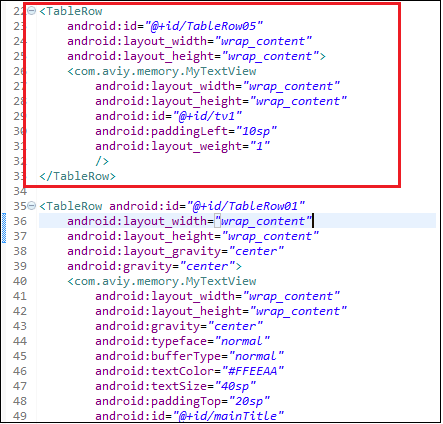 22 <TableRow
23 android:id="@+id/TableRow05"
24 android:layout_width="wrap_content"
25 android:layout_height="wrap_content">
26 <com.aviy.memory.MyTextView
27 android:layout_width="wrap_content"
28 android:layout_height="wrap_content"
29 android:id="@+id/tv1"
30 android:paddingLeft="10sp"
31 android:layout_weight="1"
32 />
33 </TableRow>
34
35 <TableRow android:id="@+id/TableRow01"
36 android:layout_width="wrap_content"
37 android:layout_height="wrap_content"
38 android:layout_gravity="center"
39 android:gravity="center">
40 <com.aviy.memory.MyTextView
41 android:layout_width="wrap_content"
42 android:layout_height="wrap_content"
43 android:gravity="center"
44 android:typeface="normal"
45 android:bufferType="normal"
46 android:textColor="#FFEEAA"
47 android:textSize="40sp"
48 android:paddingTop="20sp"
49 android:id="@+id/mainTitle"